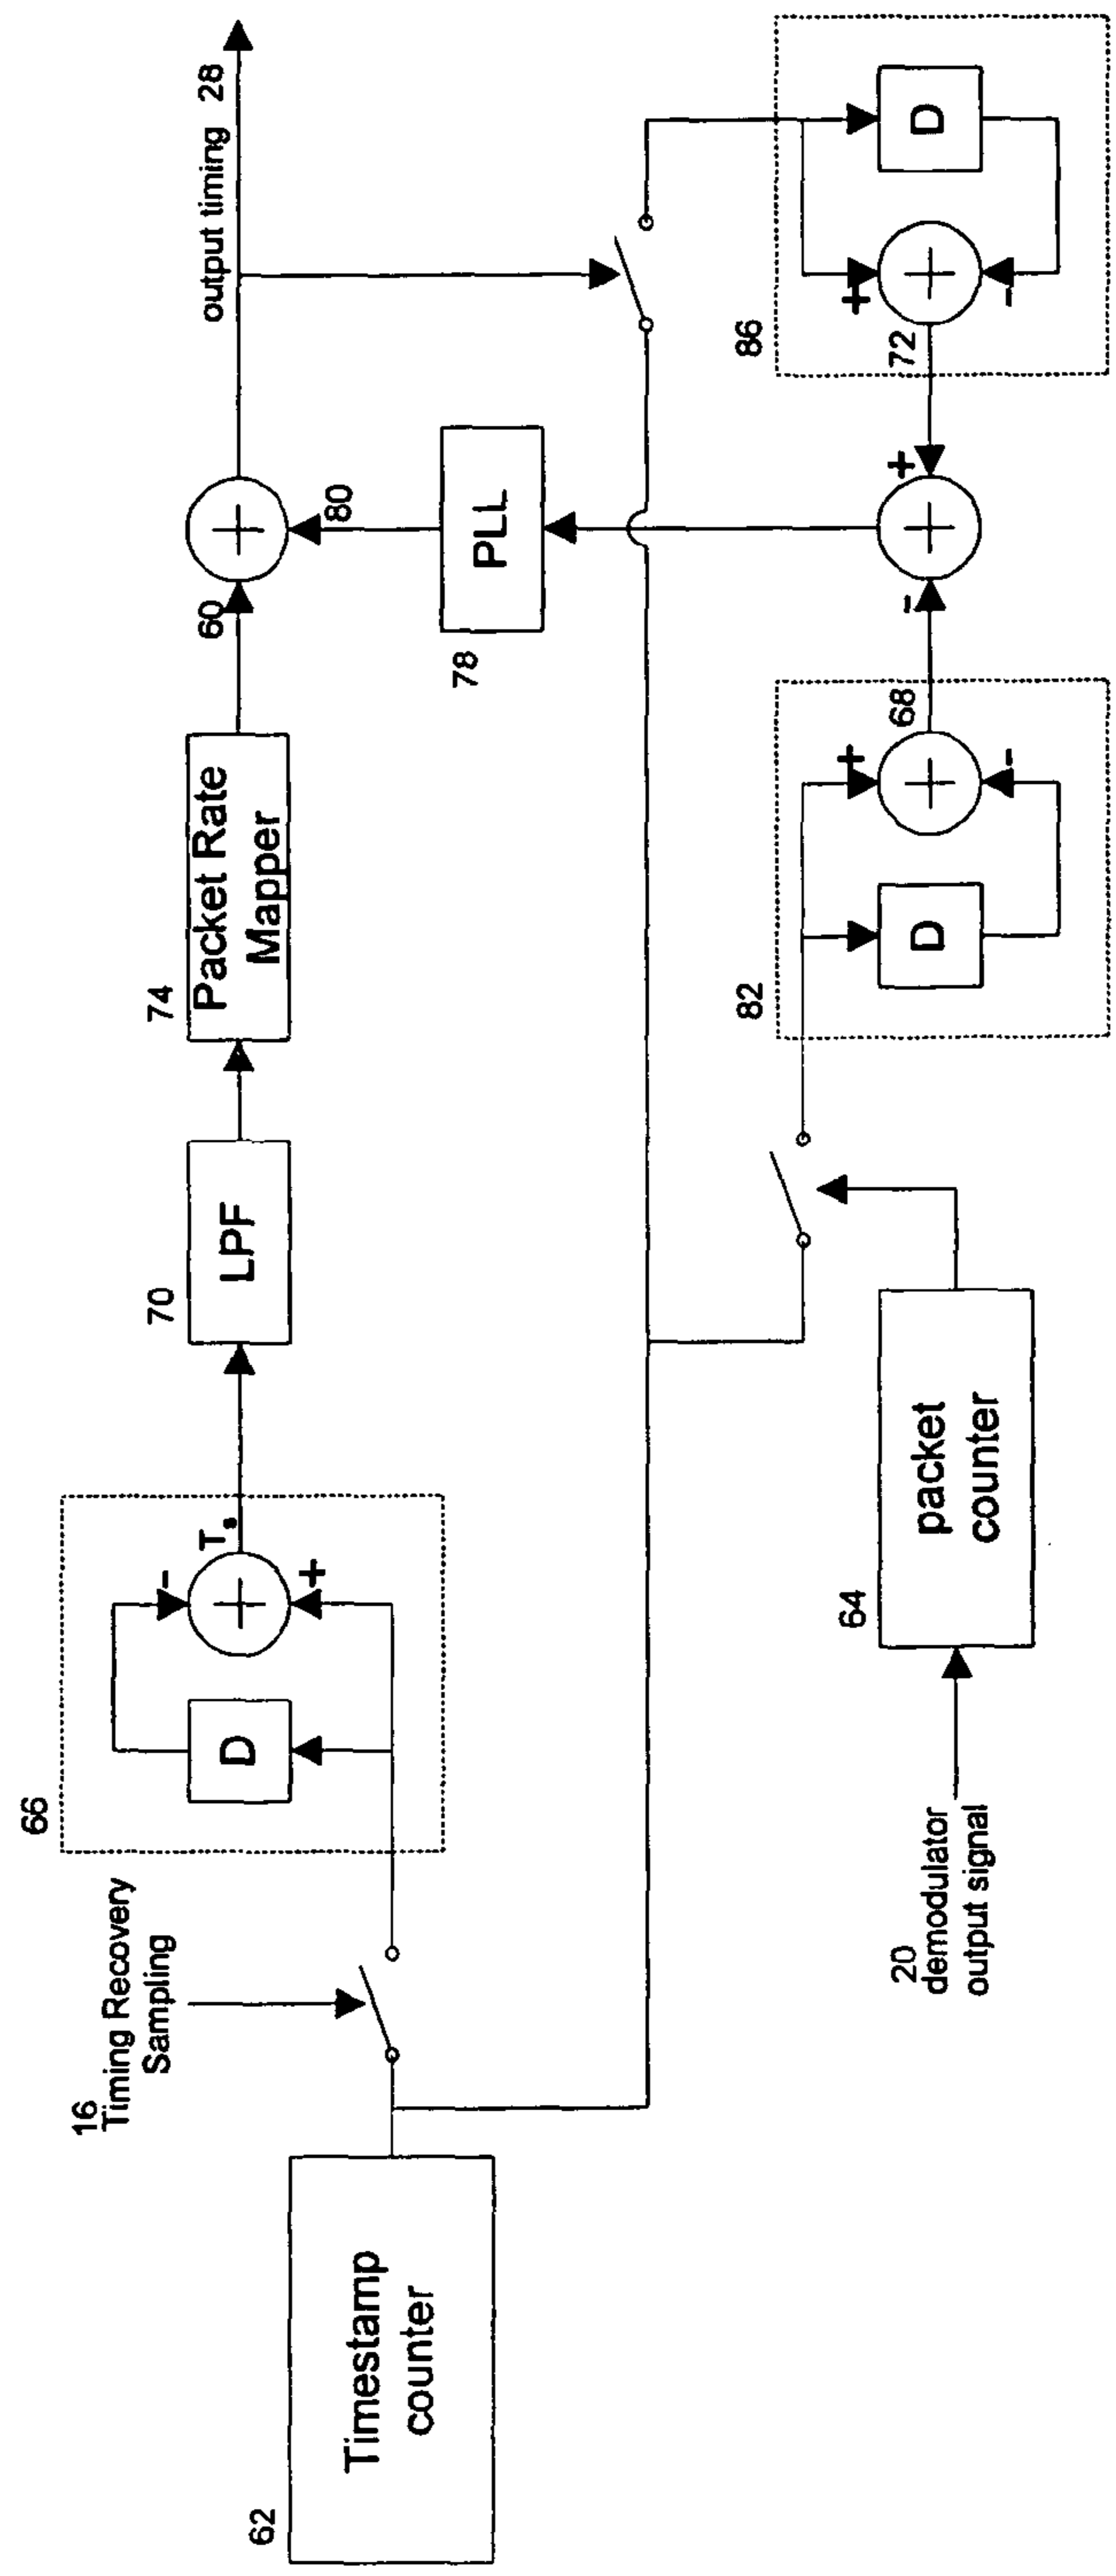 62
Timestamp
counter
16
Timing Recovery
Sampling
66
D
-
+
+
Ts
70
LPF
74
Packet Rate
Mapper
60
+
80
output timing 28
78
PLL
20
demodulator
output signal
64
packet
counter
82
D
+
+
-
68
-
+
+
86
72
+
+
-
D